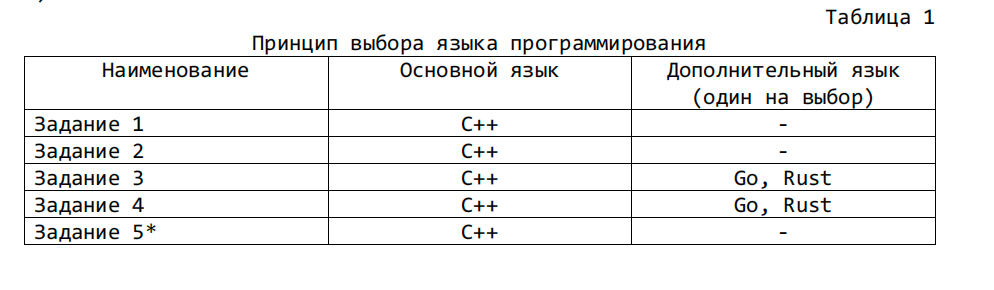 Таблица 1
Принцип выбора языка программирования
Наименование Основной язык Дополнительный язык
(один на выбор)
Задание 1 C++ -
Задание 2 C++ -
Задание 3 C++ Go, Rust
Задание 4 C++ Go, Rust
Задание 5* C++ -